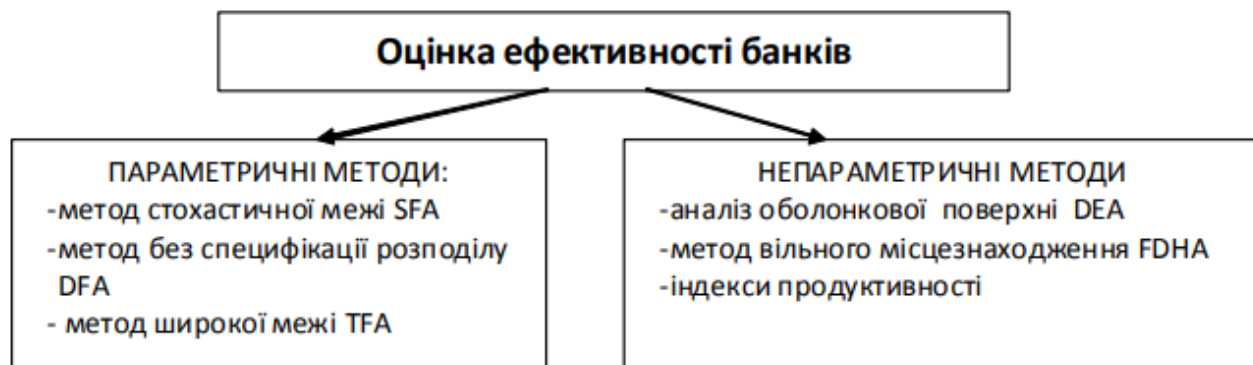 Оцінка ефективності банків
ПАРАМЕТРИЧНІ МЕТОДИ:
-метод стохастичної межі SFA
-метод без специфікації розподілу
DFA
- метод широкої межі TFA
НЕПАРАМЕТРИЧНІ МЕТОДИ
-аналіз оболонкової поверхні DEA
-метод вільного місцезнаходження FDHA
-індекси продуктивності